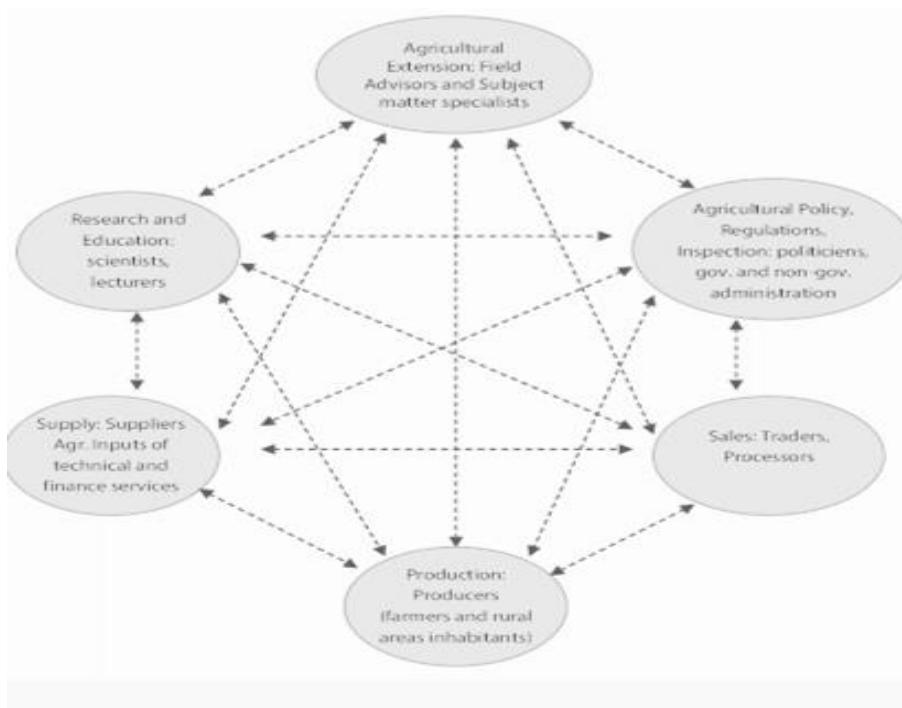 Agricultural
Extension: Field
Advisors and Subject
matter specialists
Research and
Education:
scientists,
lecturers
Agricultural Policy,
Regulations,
Inspection: politiciens,
gov. and non-gov.
administration
Supply: Suppliers
Agr. Inputs of
technical and
finance services
Sales: Traders,
Processors
Production:
Producers
(farmers and rural
areas inhabitants)